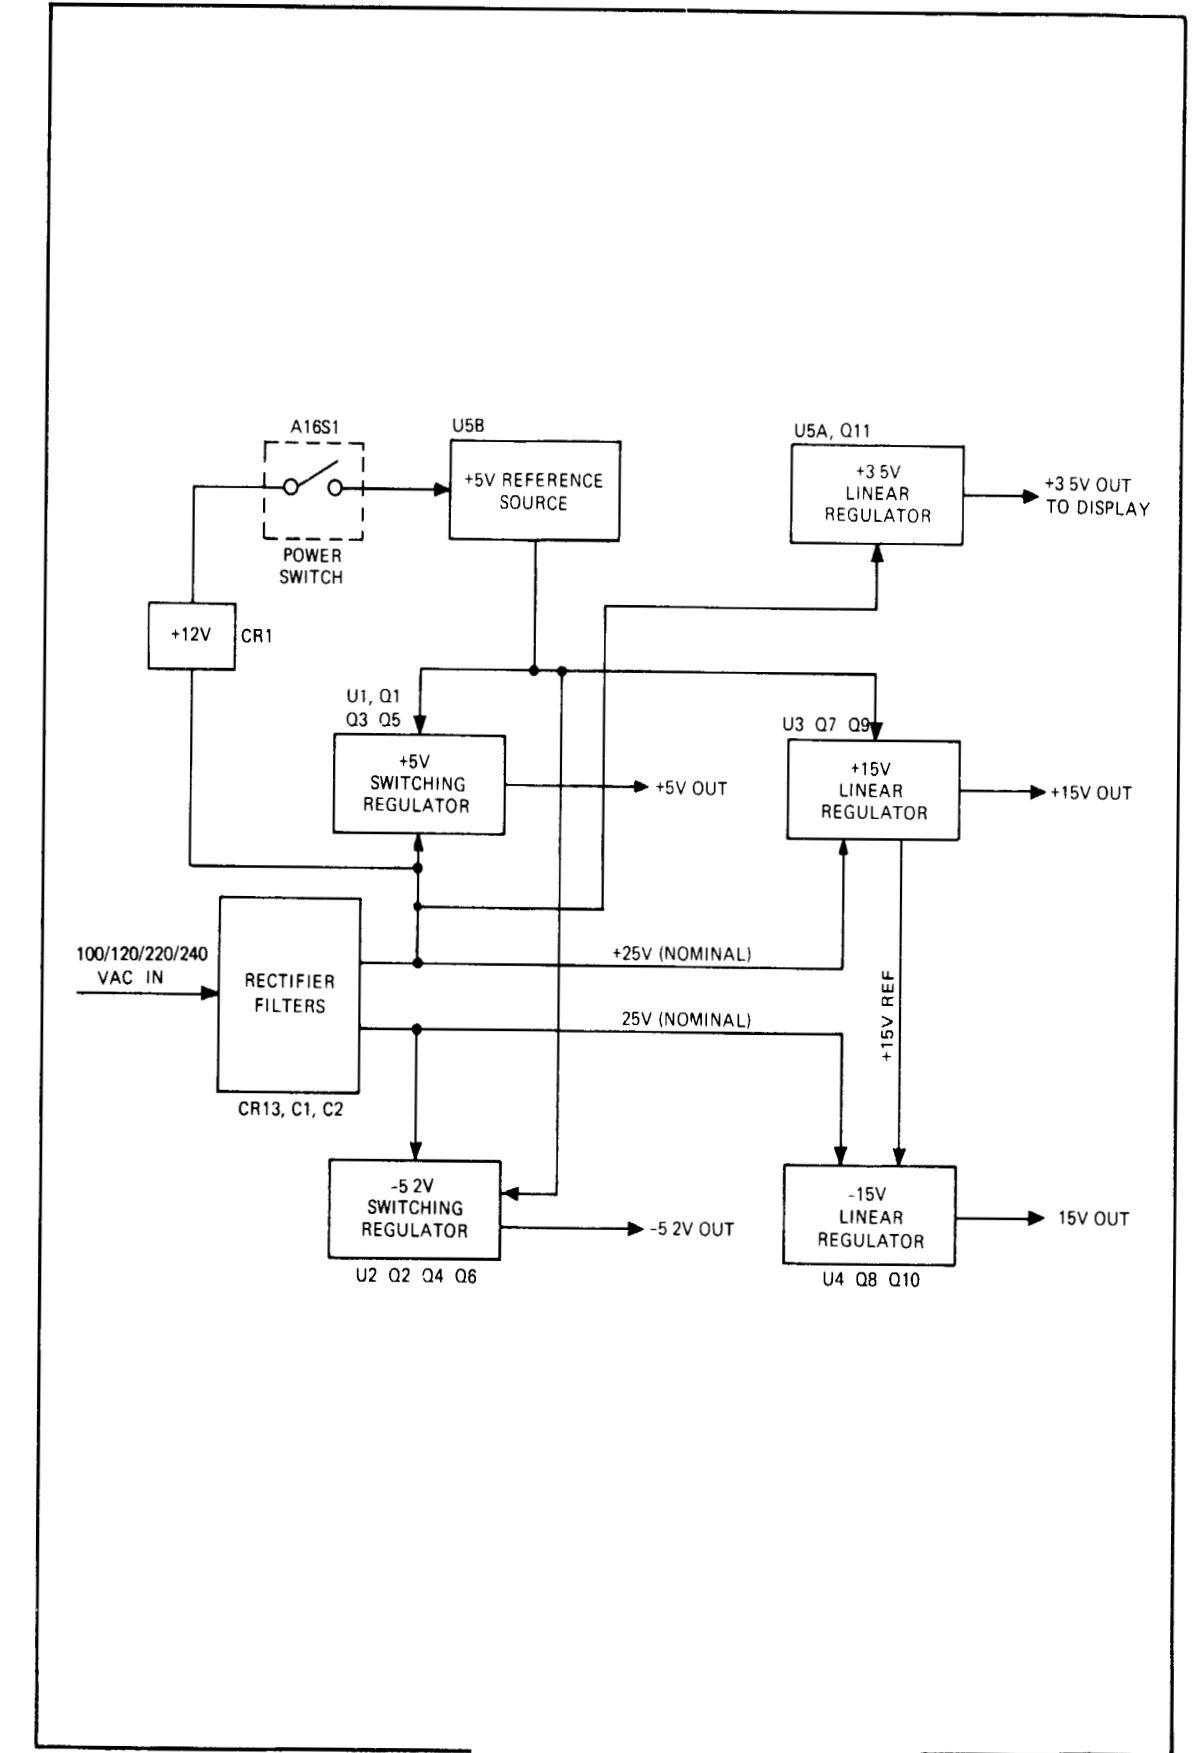 A16S1
POWER
SWITCH
U5B
+5V REFERENCE
SOURCE
U5A, Q11
+3 5V
LINEAR
REGULATOR
+3 5V OUT
TO DISPLAY
+12V
CR1
U1, Q1
Q3 Q5
+5V
SWITCHING
REGULATOR
+5V OUT
U3 Q7 Q9
+15V
LINEAR
REGULATOR
+15V OUT
100/120/220/240
VAC IN
RECTIFIER
FILTERS
CR13, C1, C2
+25V (NOMINAL)
25V (NOMINAL)
+15V REF
-5 2V
SWITCHING
REGULATOR
-5 2V OUT
U2 Q2 Q4 Q6
-15V
LINEAR
REGULATOR
15V OUT
U4 Q8 Q10